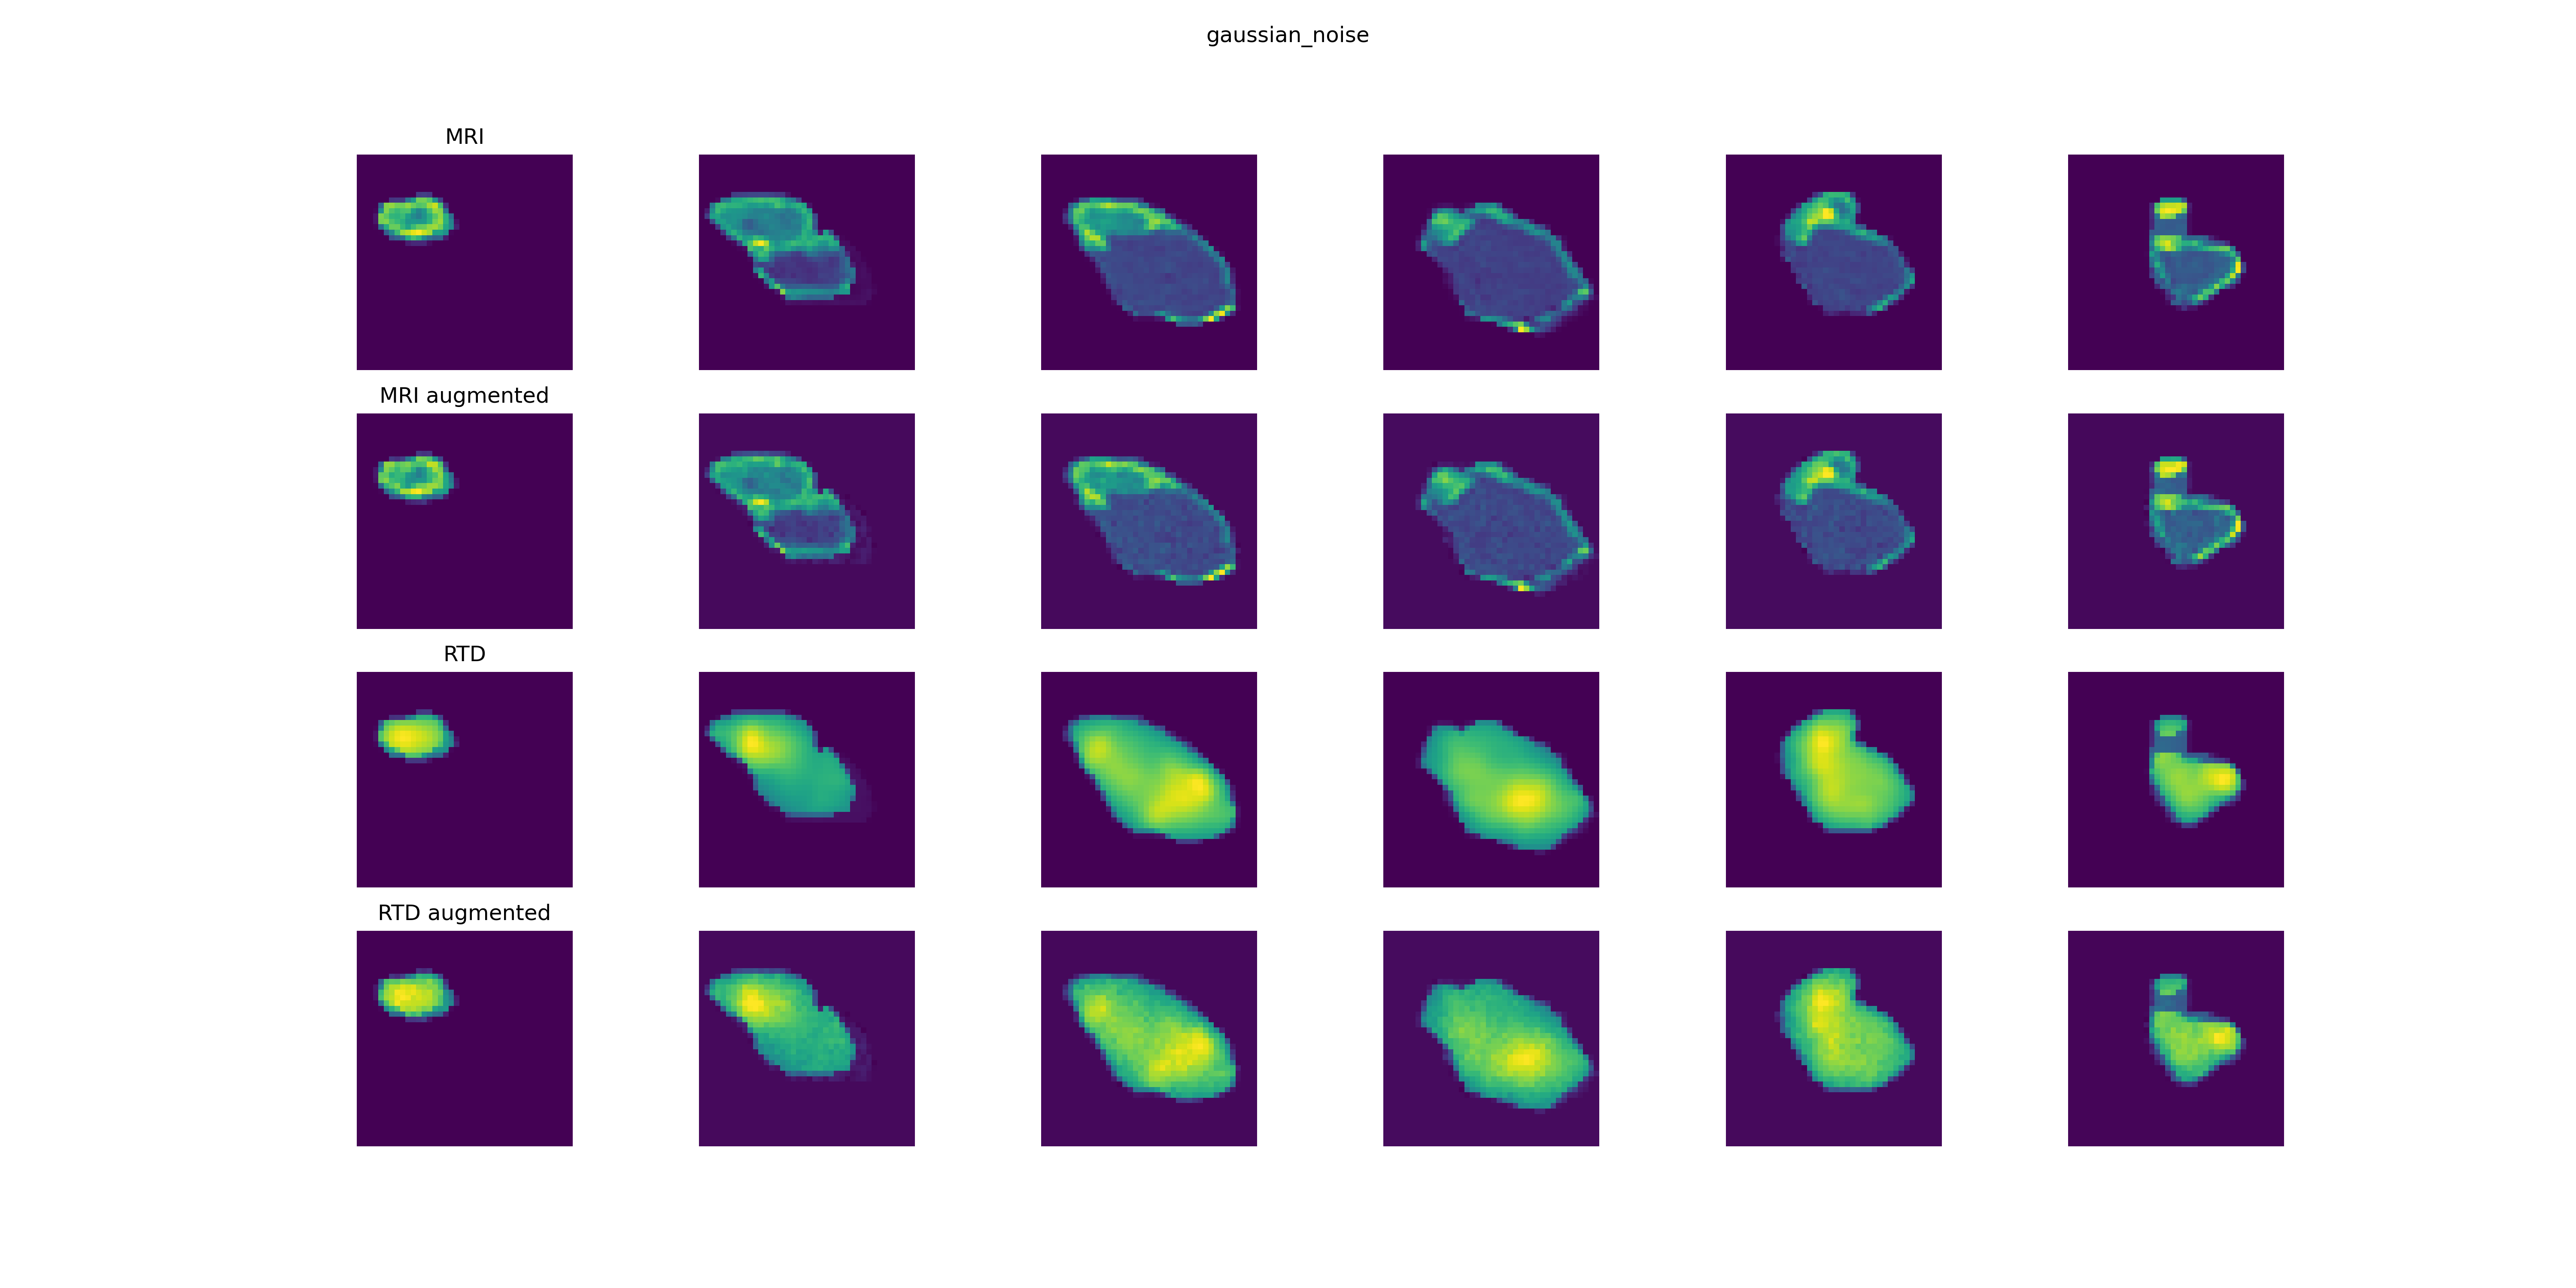 gaussian_noise
MRI
MRI augmented
RTD
RTD augmented